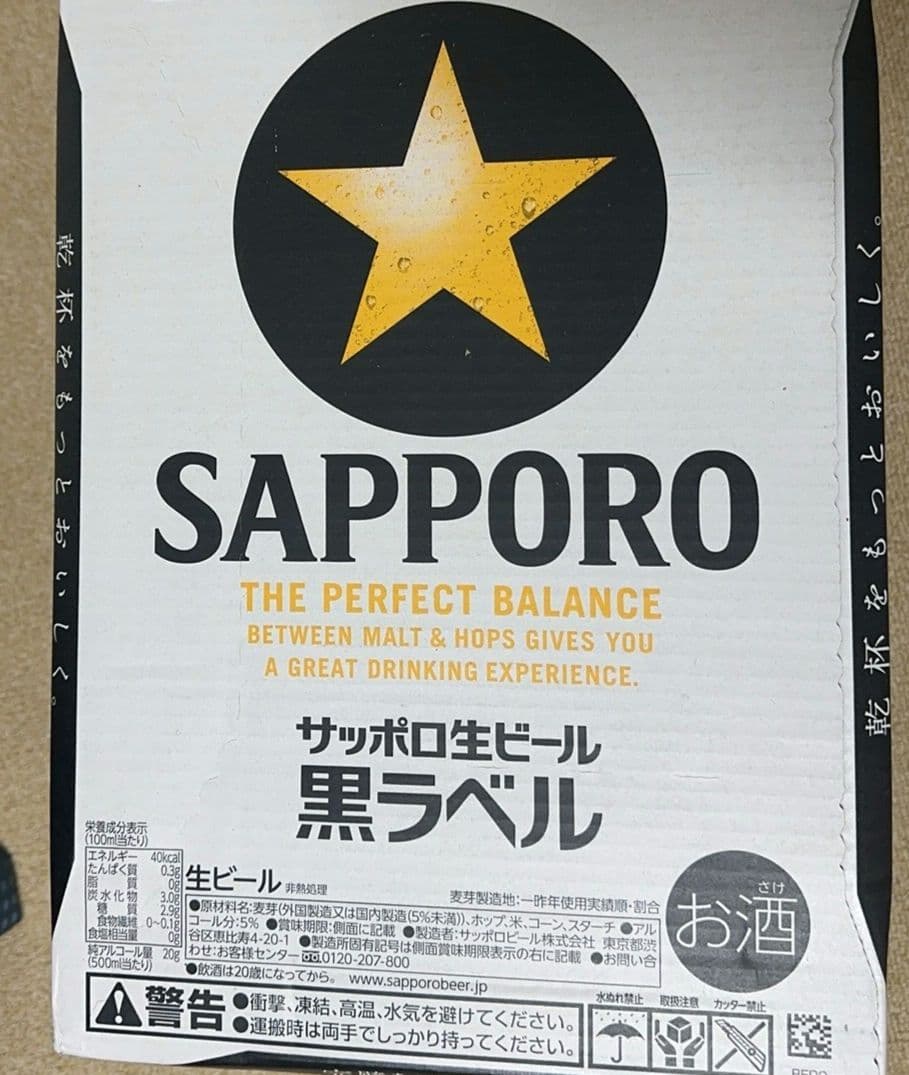 SAPPORO
THE PERFECT BALANCE
BETWEEN MALT & HOPS GIVES YOU
A GREAT DRINKING EXPERIENCE.
サッポロ生ビール
黒ラベル
乾杯をもっとおいしく。
乾杯をもっとおいしく。
栄養成分表示
(100ml当たり)
エネルギー 40kcal
たんぱく質 0.3g
脂質 0g
炭水化物 3.0g
糖質 2.9g
食物繊維 0~0.1g
食塩相当量 0g
純アルコール量 20g
(500ml当たり)
生ビール 非熱処理
麦芽製造地:一昨年使用実績順・割合
●原材料名:麦芽(外国製造又は国内製造(5%未満))、ホップ、米、コーン、スターチ ●アル
コール分:5% ●賞味期限:側面に記載 ●製造者:サッポロビール株式会社 東京都渋
谷区恵比寿4-20-1 ●製造所固有記号は側面賞味期限表示の右に記載 ●お問い合
わせ:お客様センター 0120-207-800
●飲酒は20歳になってから。 www.sapporobeer.jp
さけ
お酒
警告
●衝撃、凍結、高温、水気を避けてください。
●運搬時は両手でしっかり持ってください。
水ぬれ禁止 取扱注意 カッター禁止